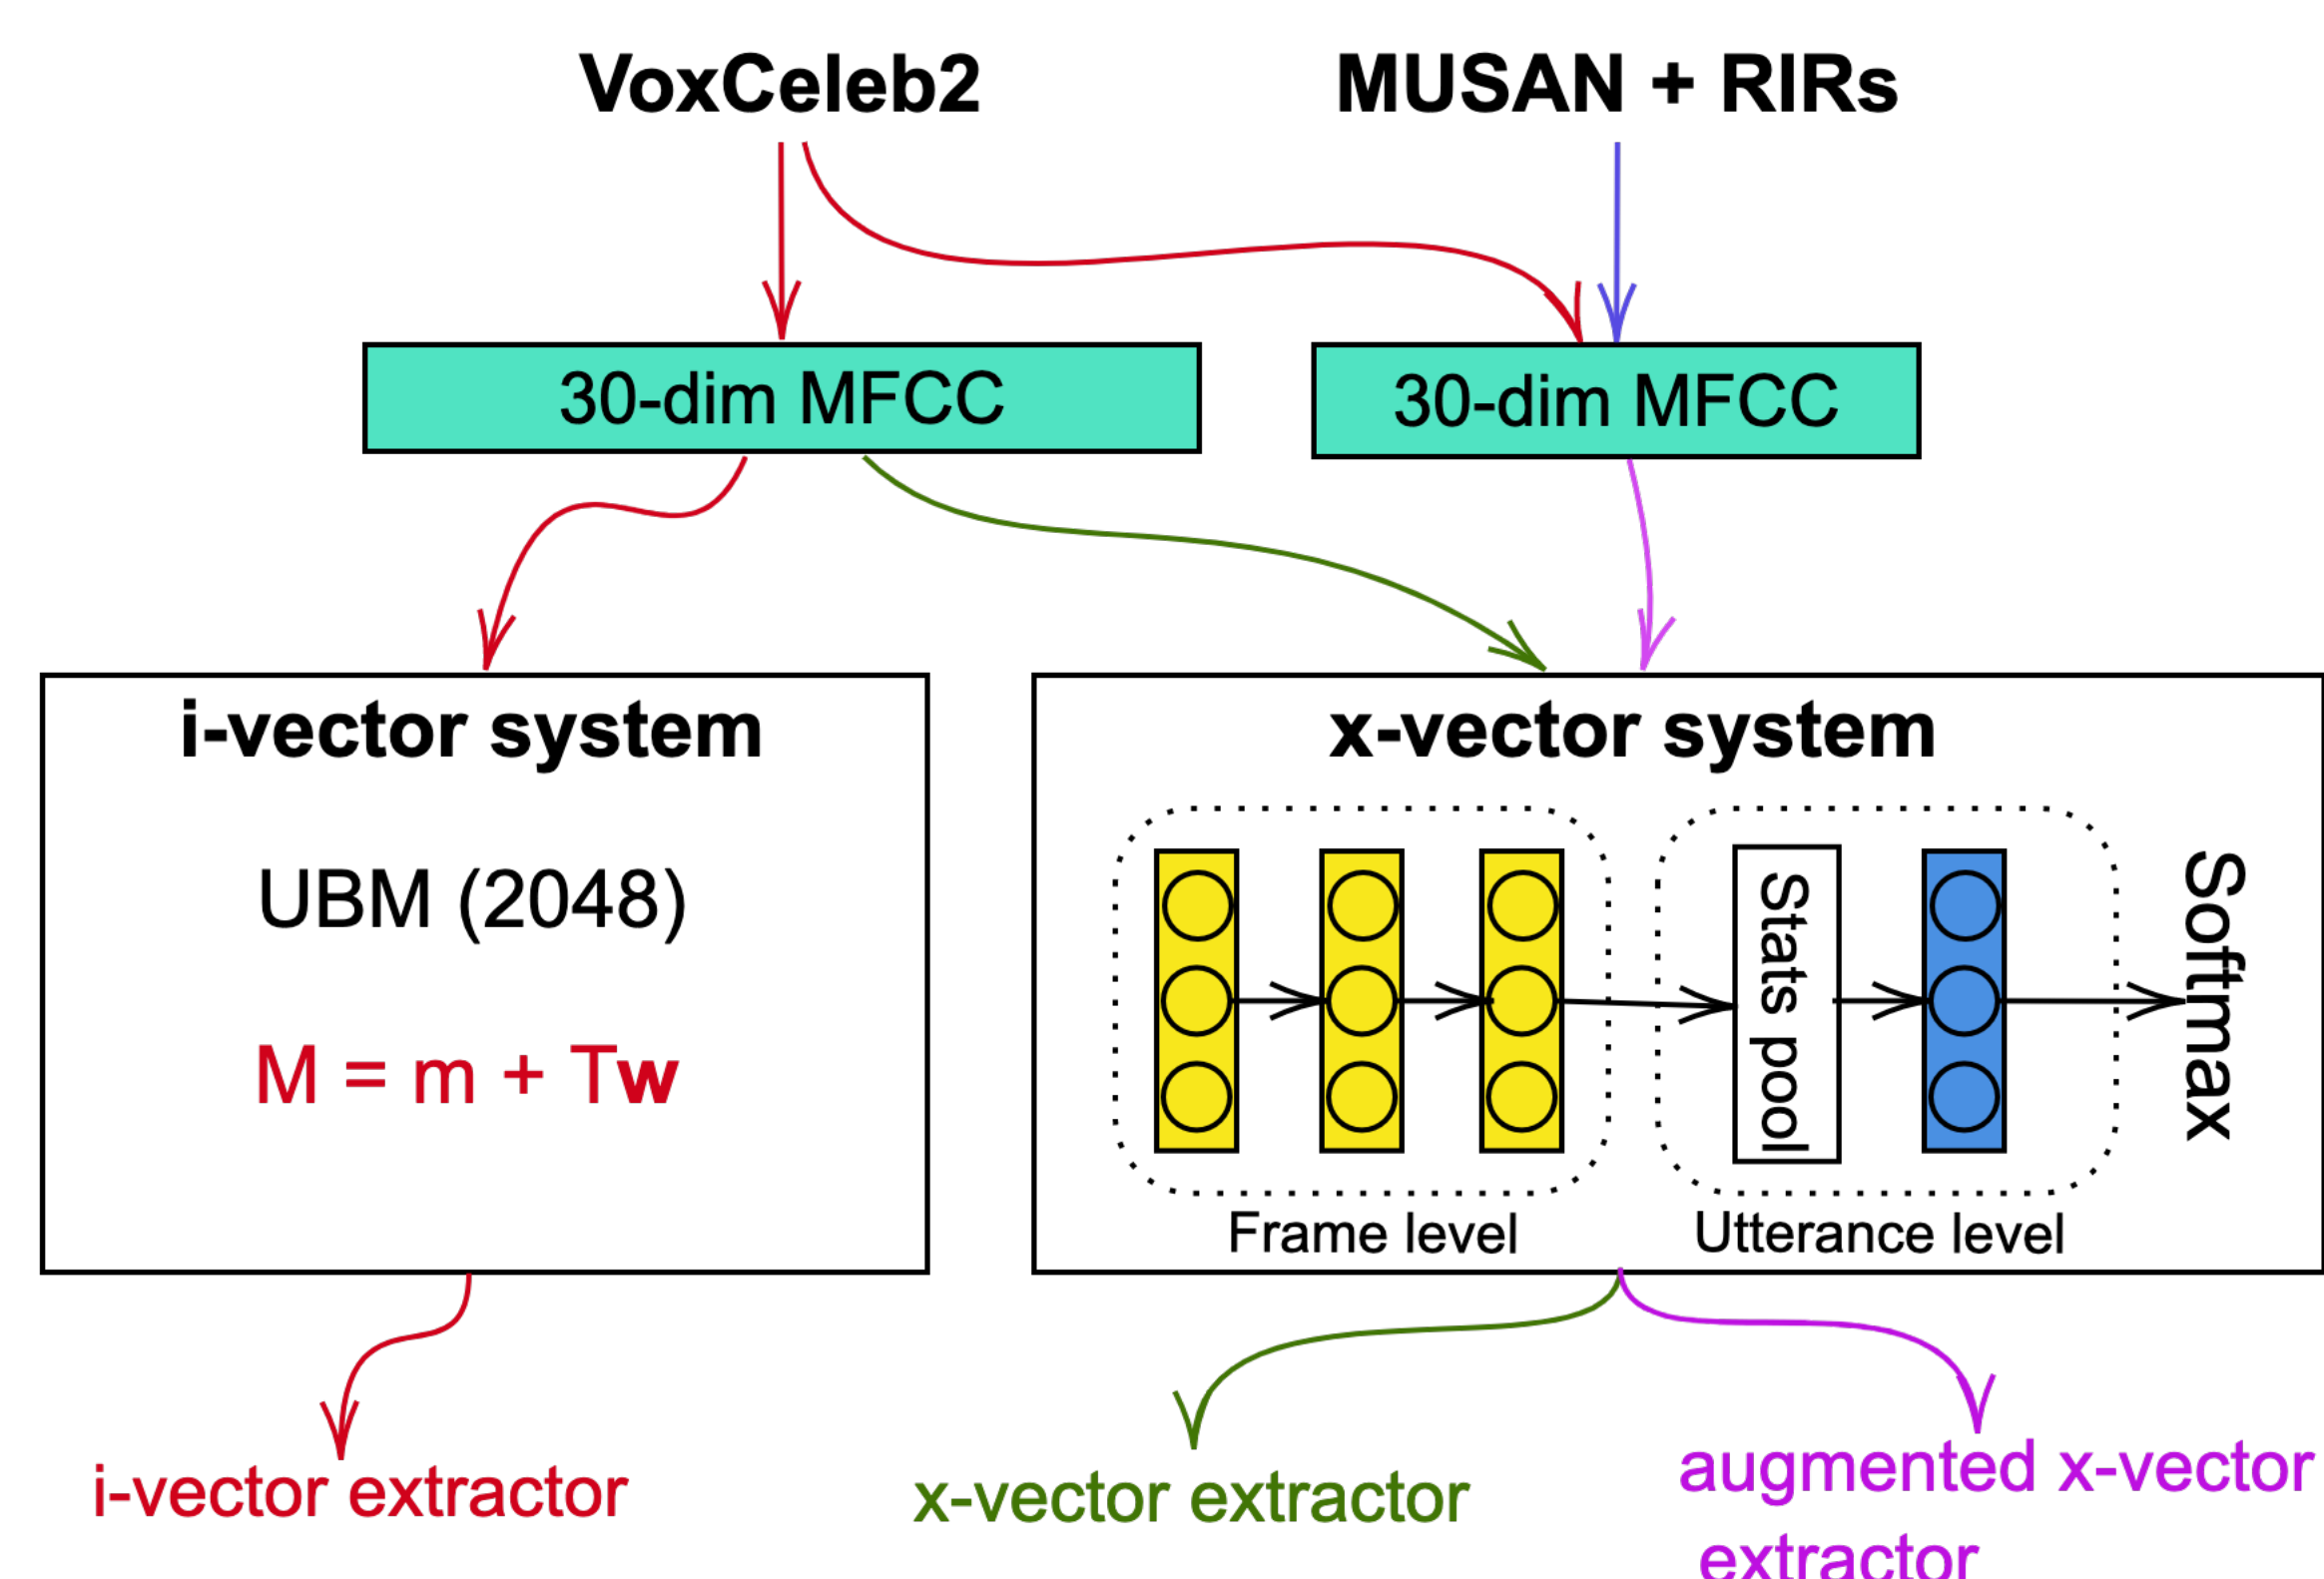 VoxCeleb2
MUSAN + RIRs
30-dim MFCC
30-dim MFCC
i-vector system
UBM (2048)
M = m + Tw
x-vector system
Stats pool
Softmax
Frame level
Utterance level
i-vector extractor
x-vector extractor
augmented x-vector
extractor